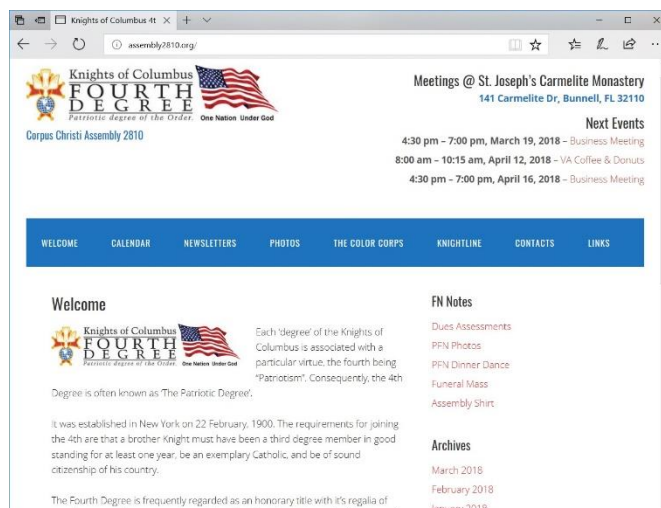 Knights of Columbus 4t
assembly2810.org/
Knights of Columbus
FOURTH
DEGREE
Patriotic degree of the Order.
One Nation Under God
Corpus Christi Assembly 2810
Meetings @ St. Joseph's Carmelite Monastery
141 Carmelite Dr, Bunnell, FL 32110
Next Events
4:30 pm – 7:00 pm, March 19, 2018 – Business Meeting
8:00 am – 10:15 am, April 12, 2018 – VA Coffee & Donuts
4:30 pm – 7:00 pm, April 16, 2018 – Business Meeting
WELCOME CALENDAR NEWSLETTERS PHOTOS THE COLOR CORPS KNIGHTLINE CONTACTS LINKS
Welcome
Knights of Columbus
FOURTH
DEGREE
Patriotic degree of the Order.
One Nation Under God
Each 'degree' of the Knights of
Columbus is associated with a
particular virtue, the fourth being
"Patriotism". Consequently, the 4th
Degree is often known as 'The Patriotic Degree'.
It was established in New York on 22 February, 1900. The requirements for joining
the 4th are that a brother Knight must have been a third degree member in good
standing for at least one year, be an exemplary Catholic, and be of sound
citizenship of his country.
The Fourth Degree is frequently regarded as an honorary title with it's regalia of
FN Notes
Dues Assessments
PFN Photos
PFN Dinner Dance
Funeral Mass
Assembly Shirt
Archives
March 2018
February 2018
January 2018